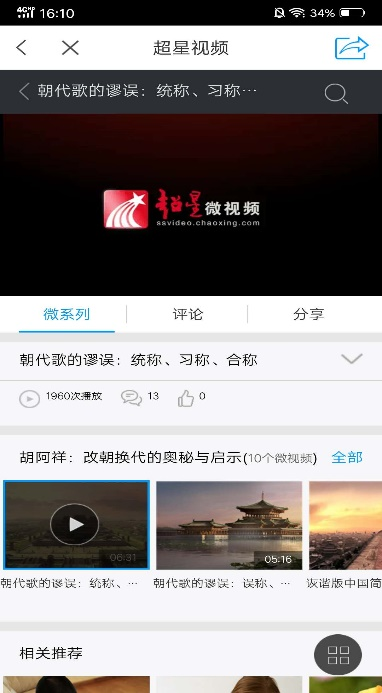 4G HD 16:10 34%
超星视频
朝代歌的谬误：统称、习称…
超星微视频
ssvideo.chaoxing.com
微系列 评论 分享
朝代歌的谬误：统称、习称、合称
1960次播放 13 0
胡阿祥：改朝换代的奥秘与启示(10个微视频) 全部
06:31 05:16
朝代歌的谬误：统称、… 朝代歌的谬误：误称、… 诙谐版中国简
相关推荐